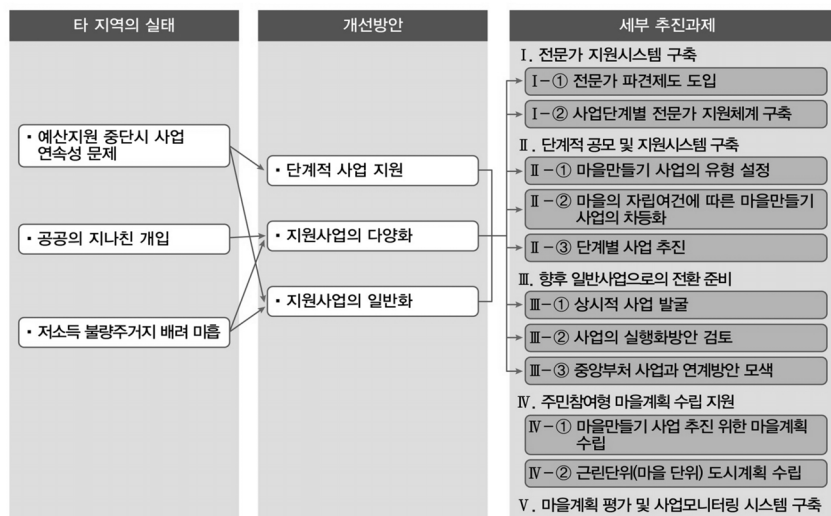 타 지역의 실태
· 예산지원 중단시 사업
연속성 문제
· 공공의 지나친 개입
· 저소득 불량주거지 배려 미흡
개선방안
· 단계적 사업 지원
· 지원사업의 다양화
· 지원사업의 일반화
세부 추진과제
Ⅰ. 전문가 지원시스템 구축
Ⅰ-① 전문가 파견제도 도입
Ⅰ-② 사업단계별 전문가 지원체계 구축
Ⅱ. 단계적 공모 및 지원시스템 구축
Ⅱ-① 마을만들기 사업의 유형 설정
Ⅱ-② 마을의 자립여건에 따른 마을만들기
사업의 차등화
Ⅱ-③ 단계별 사업 추진
Ⅲ. 향후 일반사업으로의 전환 준비
Ⅲ-① 상시적 사업 발굴
Ⅲ-② 사업의 실행화방안 검토
Ⅲ-③ 중앙부처 사업과 연계방안 모색
Ⅳ. 주민참여형 마을계획 수립 지원
Ⅳ-① 마을만들기 사업 추진 위한 마을계획
수립
Ⅳ-② 근린단위(마을 단위) 도시계획 수립
Ⅴ. 마을계획 평가 및 사업모니터링 시스템 구축